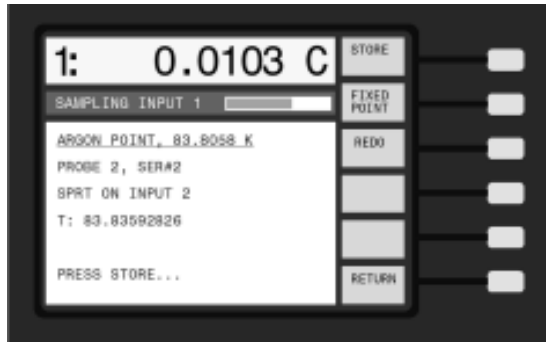 1: 0.0103 C
SAMPLING INPUT 1
ARGON POINT, 83.8058 K
PROBE 2, SER#2
SPRT ON INPUT 2
T: 83.83592826
PRESS STORE...
STORE
FIXED
POINT
REDO
RETURN